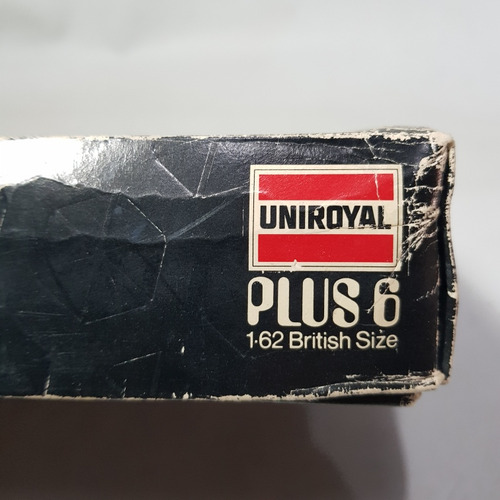 UNIROYAL
PLUS 6
1·62 British Size